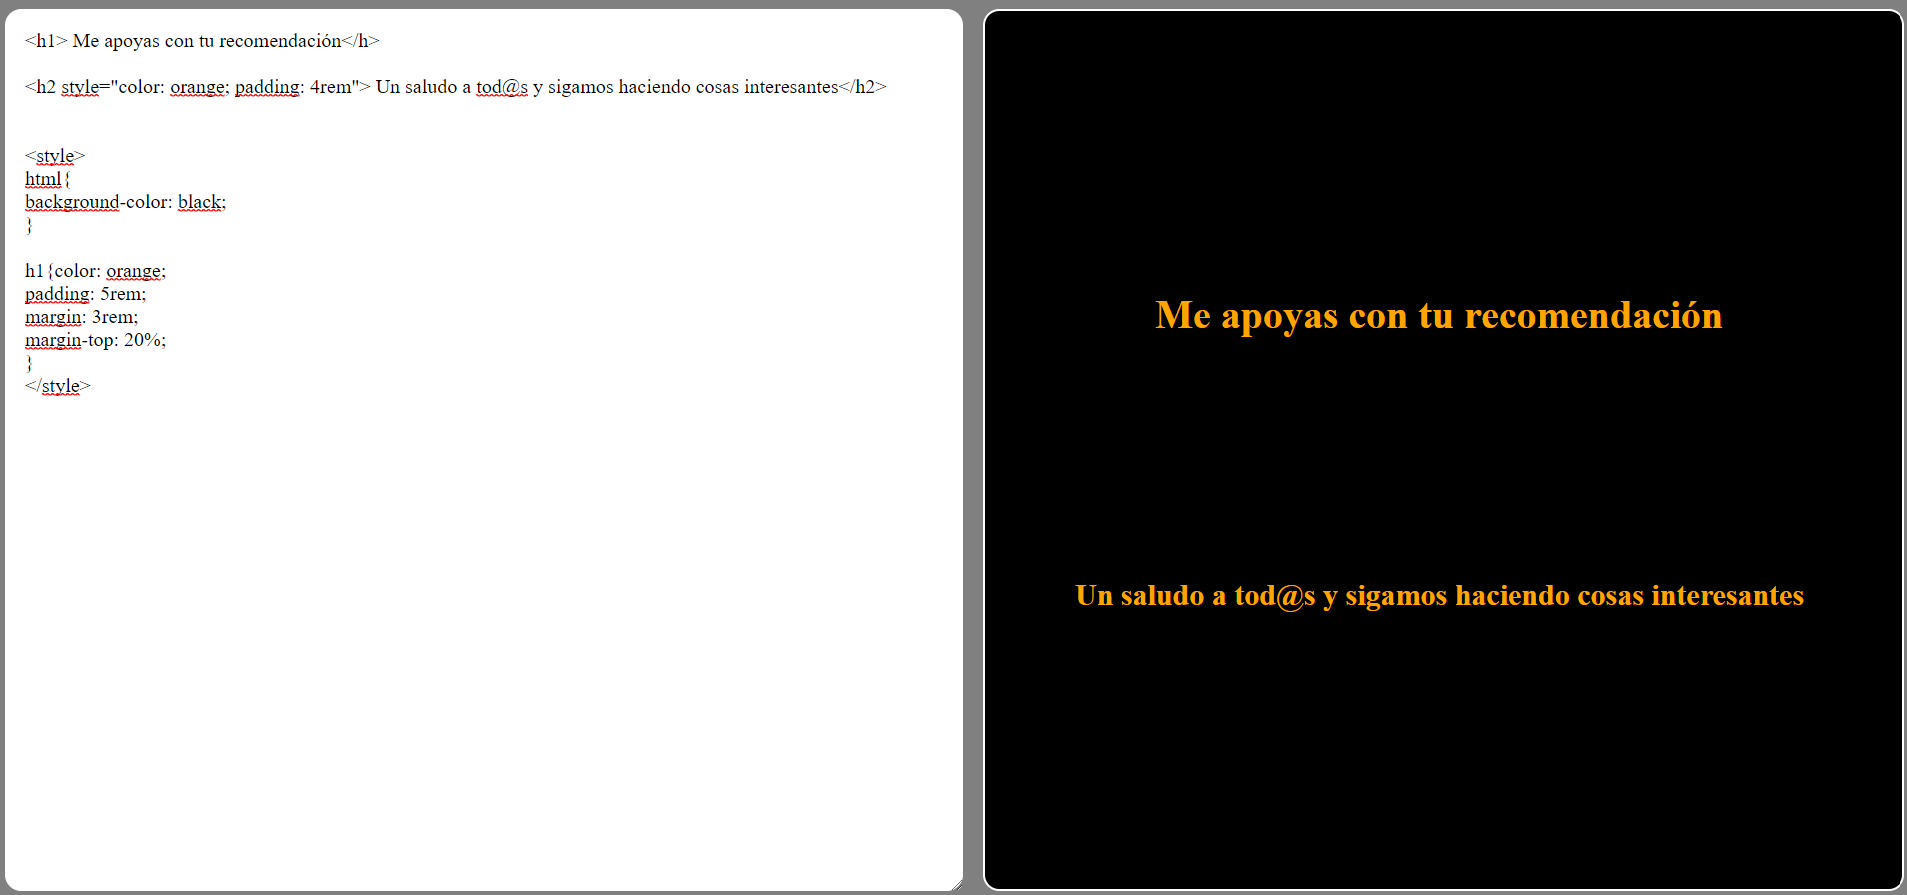 <h1> Me apoyas con tu recomendación</h>
<h2 style="color: orange; padding: 4rem"> Un saludo a tod@s y sigamos haciendo cosas interesantes</h2>
<style>
html{
background-color: black;
}
h1{color: orange;
padding: 5rem;
margin: 3rem;
margin-top: 20%;
}
</style>
Me apoyas con tu recomendación
Un saludo a tod@s y sigamos haciendo cosas interesantes